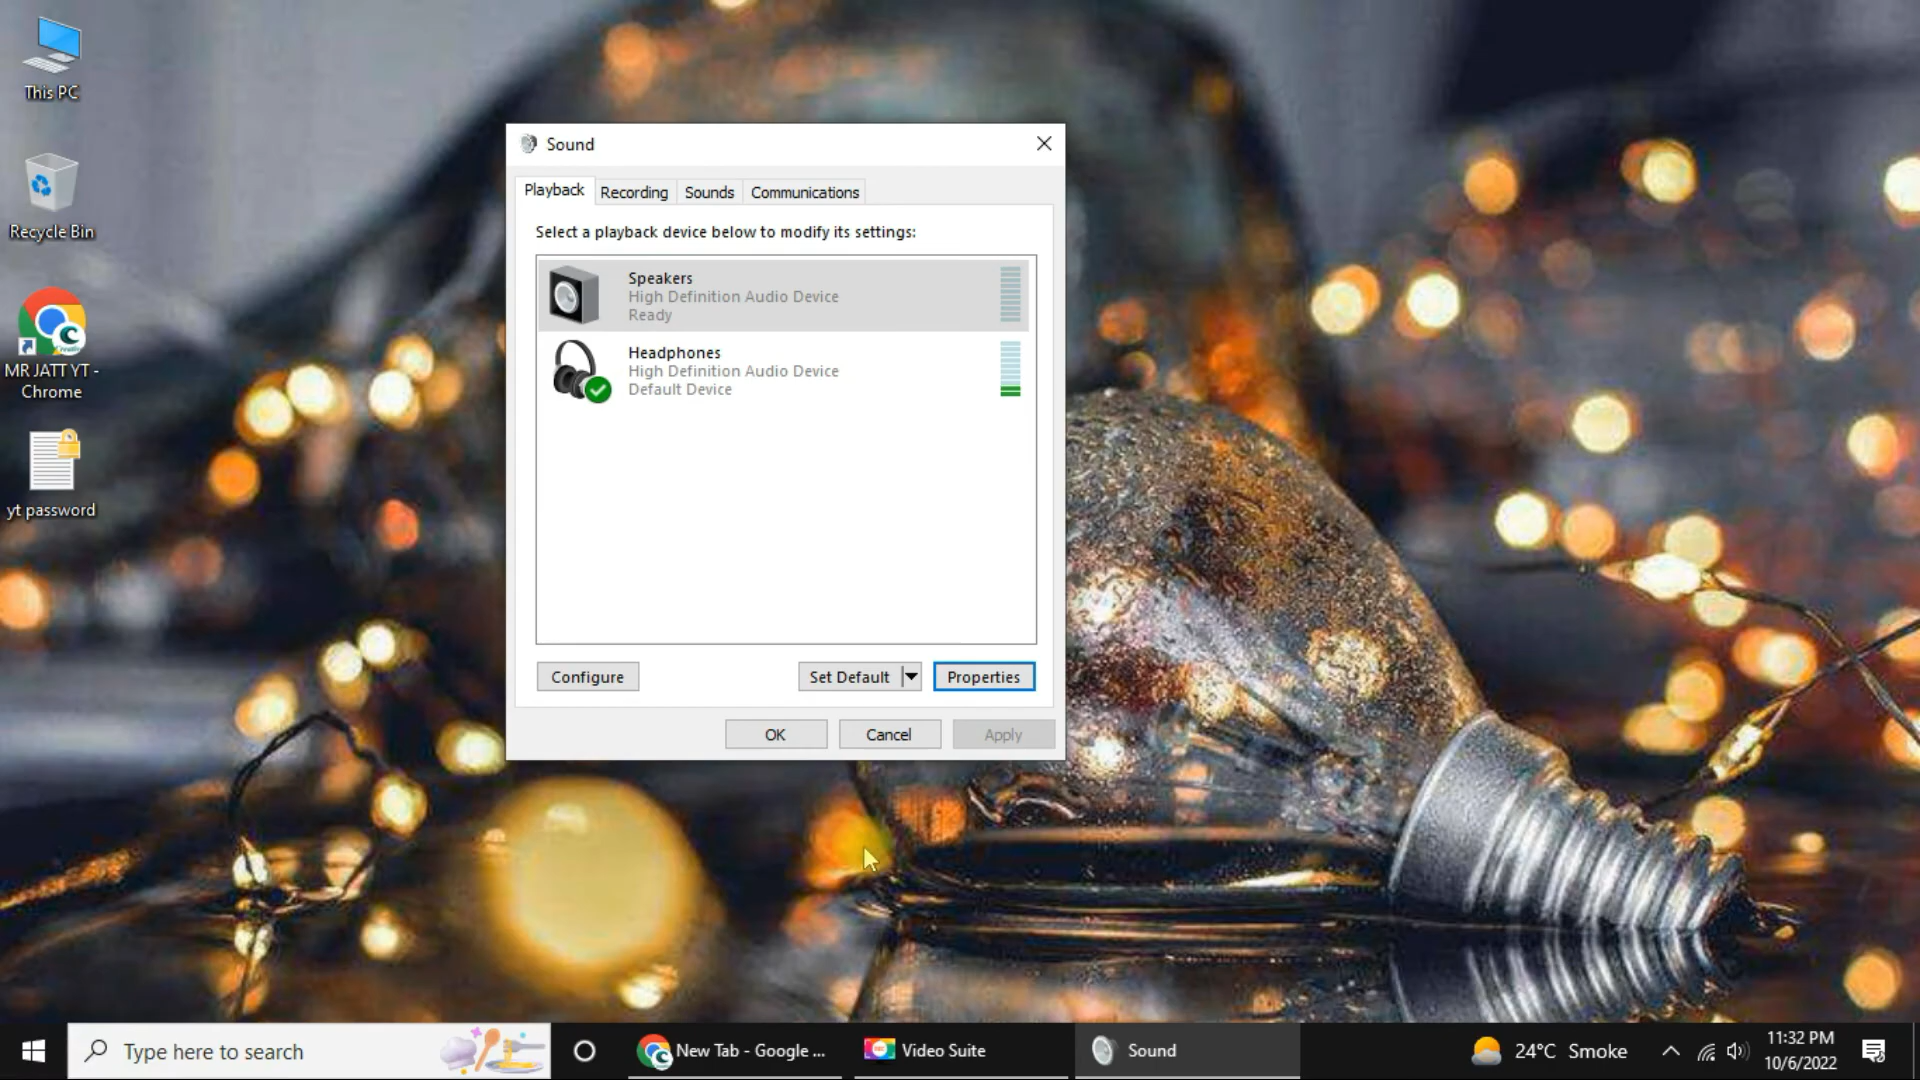 This PC
Recycle Bin
MR JATT YT -
Chrome
yt password
Sound
Playback
Recording
Sounds
Communications
Select a playback device below to modify its settings:
Speakers
High Definition Audio Device
Ready
Headphones
High Definition Audio Device
Default Device
Configure
Set Default
Properties
OK
Cancel
Apply
Type here to search
New Tab - Google ...
Video Suite
Sound
24°C Smoke
11:32 PM
10/6/2022